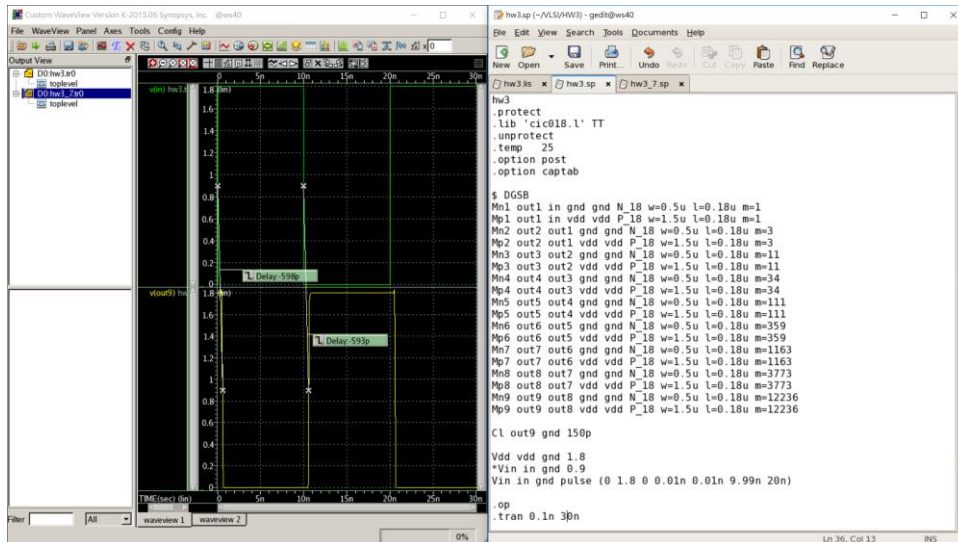 Custom WaveView Version K-2015.06 Synopsys, Inc. @ws40
File WaveView Panel Axes Tools Config Help
Output View
D0:hw3.tr0
toplevel
D0:hw3_7.tr0
toplevel
0 5n 10n 15n 20n 25n 30n
v(in) hw3.t
1.8 (lin)
1.6
1.4
1.2
1
0.8
0.6
0.4
0.2
0
Delay:-598p
v(out9) hw
1.8
1.6
1.4
1.2
1
0.8
0.6
0.4
0.2
0
Delay:-593p
TIME(sec) (lin) 0 5n 10n 15n 20n 25n 30n
Filter All
waveview 1 waveview 2
0%
hw3.sp (~/VLSI/HW3) - gedit@ws40
File Edit View Search Tools Documents Help
New Open Save Print... Undo Redo Cut Copy Paste Find Replace
hw3.lis hw3.sp hw3_7.sp
hw3
.protect
.lib 'cic018.l' TT
.unprotect
.temp 25
.option post
.option captab
$ DGSB
Mn1 out1 in gnd gnd N_18 w=0.5u l=0.18u m=1
Mp1 out1 in vdd vdd P_18 w=1.5u l=0.18u m=1
Mn2 out2 out1 gnd gnd N_18 w=0.5u l=0.18u m=3
Mp2 out2 out1 vdd vdd P_18 w=1.5u l=0.18u m=3
Mn3 out3 out2 gnd gnd N_18 w=0.5u l=0.18u m=11
Mp3 out3 out2 vdd vdd P_18 w=1.5u l=0.18u m=11
Mn4 out4 out3 gnd gnd N_18 w=0.5u l=0.18u m=34
Mp4 out4 out3 vdd vdd P_18 w=1.5u l=0.18u m=34
Mn5 out5 out4 gnd gnd N_18 w=0.5u l=0.18u m=111
Mp5 out5 out4 vdd vdd P_18 w=1.5u l=0.18u m=111
Mn6 out6 out5 gnd gnd N_18 w=0.5u l=0.18u m=359
Mp6 out6 out5 vdd vdd P_18 w=1.5u l=0.18u m=359
Mn7 out7 out6 gnd gnd N_18 w=0.5u l=0.18u m=1163
Mp7 out7 out6 vdd vdd P_18 w=1.5u l=0.18u m=1163
Mn8 out8 out7 gnd gnd N_18 w=0.5u l=0.18u m=3773
Mp8 out8 out7 vdd vdd P_18 w=1.5u l=0.18u m=3773
Mn9 out9 out8 gnd gnd N_18 w=0.5u l=0.18u m=12236
Mp9 out9 out8 vdd vdd P_18 w=1.5u l=0.18u m=12236
Cl out9 gnd 150p
Vdd vdd gnd 1.8
*Vin in gnd 0.9
Vin in gnd pulse (0 1.8 0 0.01n 0.01n 9.99n 20n)
.op
.tran 0.1n 30n
Ln 36, Col 13 INS